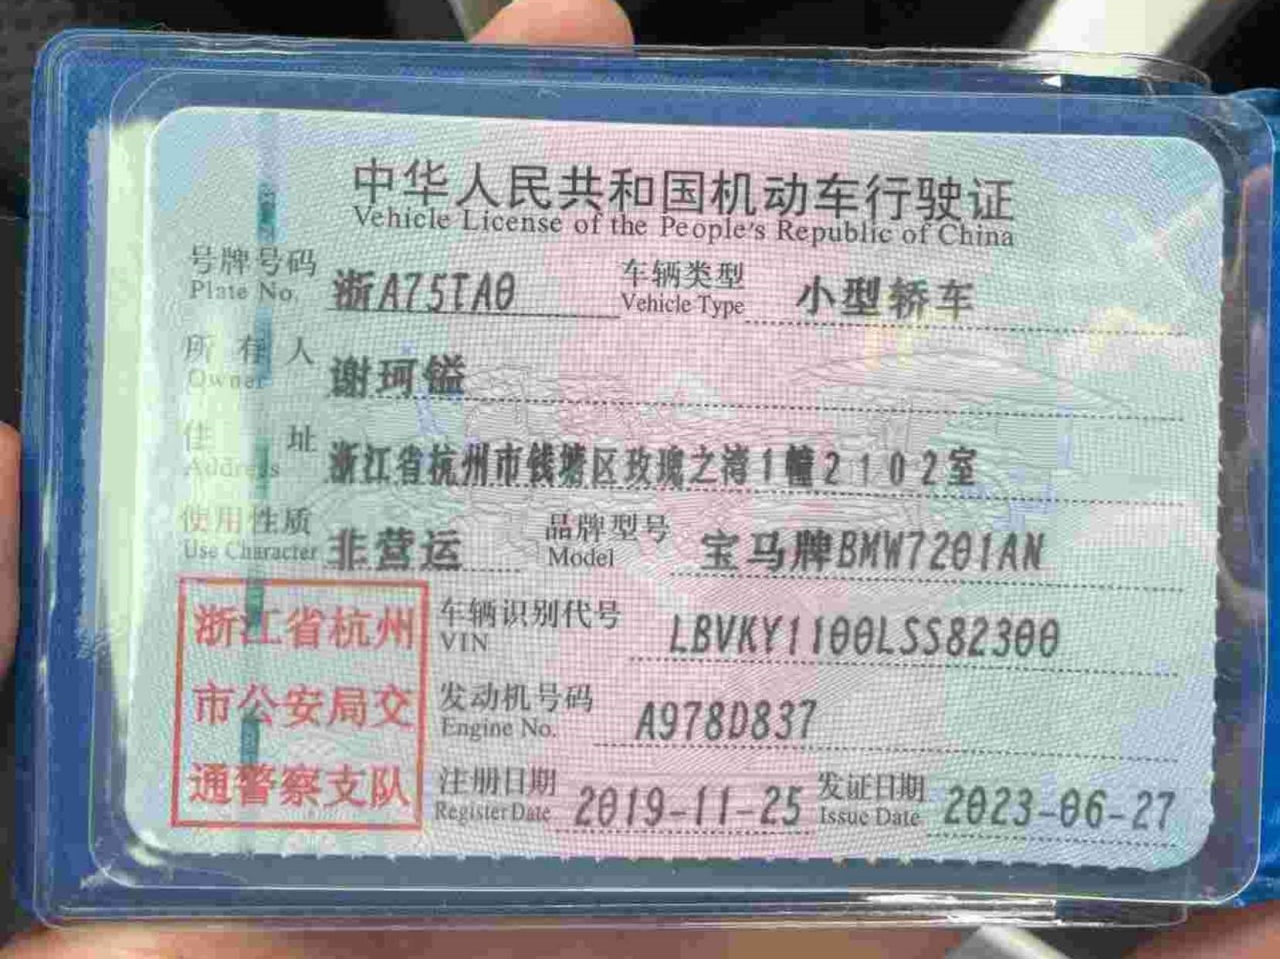 中华人民共和国机动车行驶证
Vehicle License of the People's Republic of China
号牌号码 浙A75TA0 车辆类型 小型轿车
Plate No. Vehicle Type
所有人 谢珂镒
Owner
住址 浙江省杭州市钱塘区玫瑰之湾1幢2102室
Address
使用性质 非营运 品牌型号 宝马牌BMW7201AN
Use Character Model
浙江省杭州
市公安局交
通警察支队
车辆识别代号 LBVKY1100LSS82300
VIN
发动机号码 A978D837
Engine No.
注册日期 2019-11-25 发证日期 2023-06-27
Register Date Issue Date